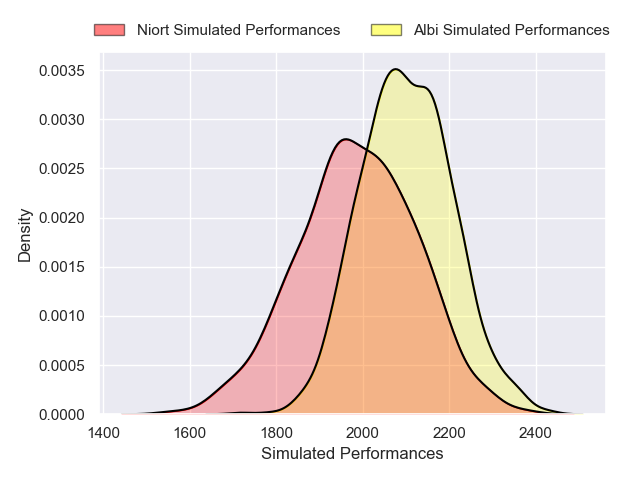 Niort Simulated Performances Albi Simulated Performances
0.0035
0.0030
0.0025
0.0020
0.0015
0.0010
0.0005
0.0000
Density
1400 1600 1800 2000 2200 2400
Simulated Performances